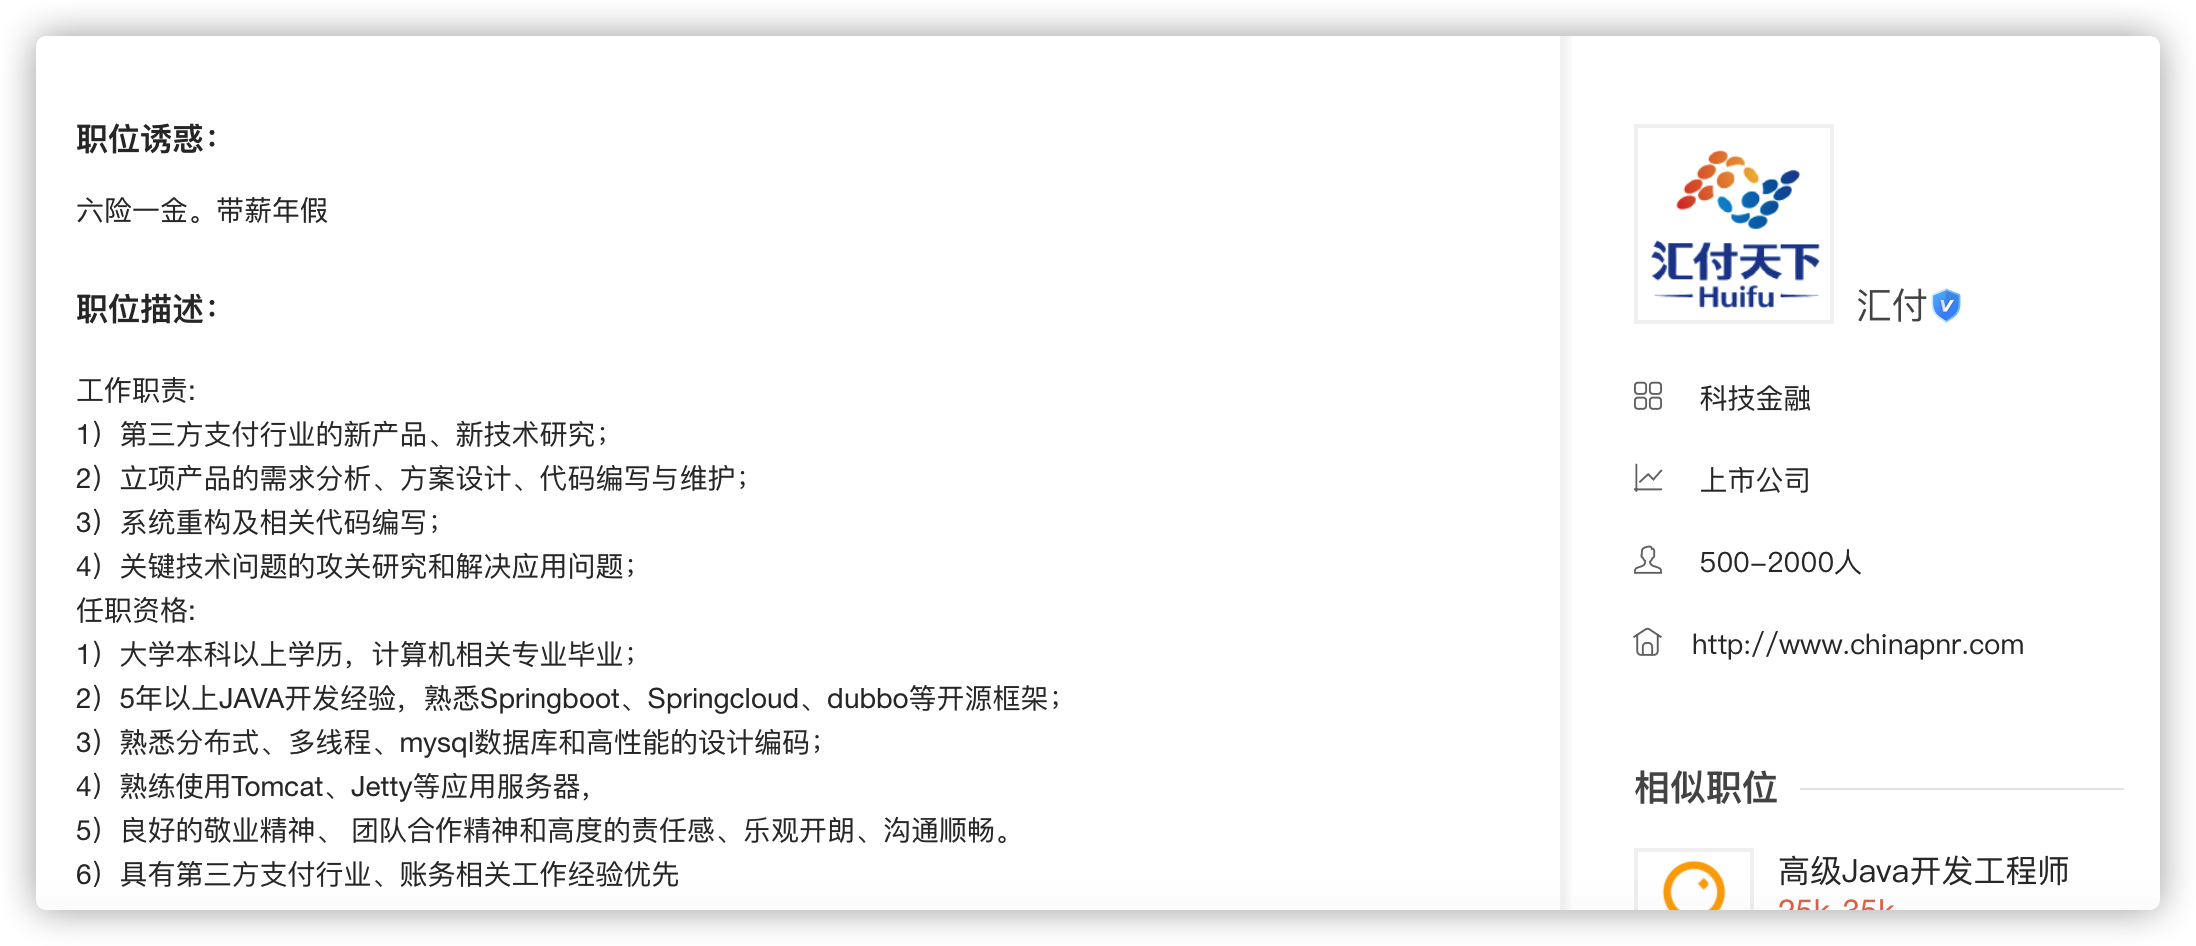 职位诱惑：
六险一金。带薪年假
职位描述：
工作职责:
1）第三方支付行业的新产品、新技术研究；
2）立项产品的需求分析、方案设计、代码编写与维护；
3）系统重构及相关代码编写；
4）关键技术问题的攻关研究和解决应用问题；
任职资格:
1）大学本科以上学历，计算机相关专业毕业；
2）5年以上JAVA开发经验，熟悉Springboot、Springcloud、dubbo等开源框架；
3）熟悉分布式、多线程、mysql数据库和高性能的设计编码；
4）熟练使用Tomcat、Jetty等应用服务器，
5）良好的敬业精神、 团队合作精神和高度的责任感、乐观开朗、沟通顺畅。
6）具有第三方支付行业、账务相关工作经验优先
汇付天下
Huifu
汇付
科技金融
上市公司
500-2000人
http://www.chinapnr.com
相似职位
高级Java开发工程师
25k-35k